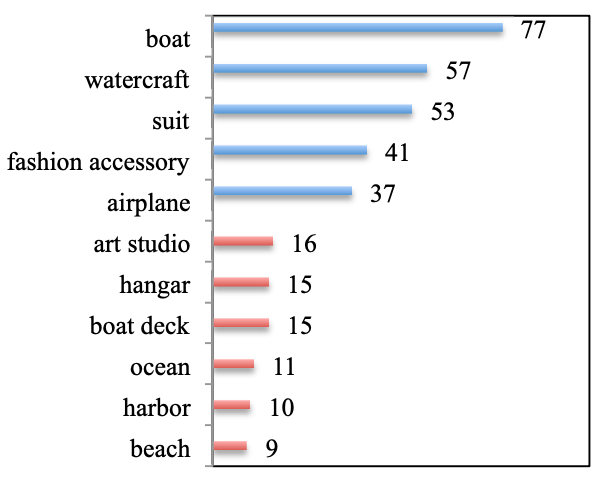 boat 77
watercraft 57
suit 53
fashion accessory 41
airplane 37
art studio 16
hangar 15
boat deck 15
ocean 11
harbor 10
beach 9